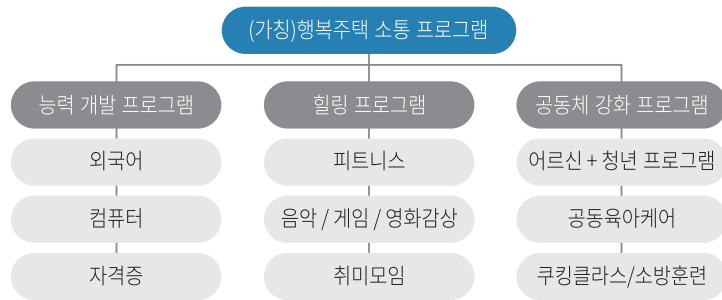 (가칭)행복주택 소통 프로그램
능력 개발 프로그램
힐링 프로그램
공동체 강화 프로그램
외국어
피트니스
어르신 + 청년 프로그램
컴퓨터
음악 / 게임 / 영화감상
공동육아케어
자격증
취미모임
쿠킹클라스/소방훈련